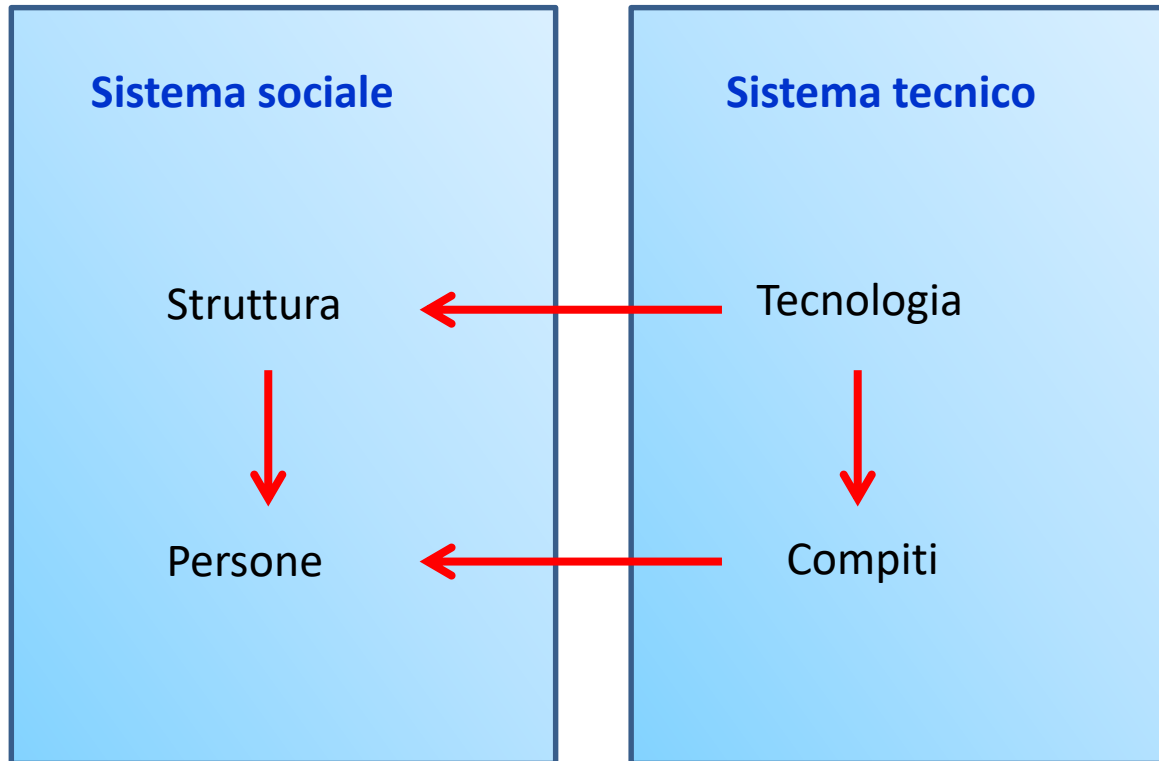 Sistema sociale
Sistema tecnico
Struttura
Tecnologia
Persone
Compiti